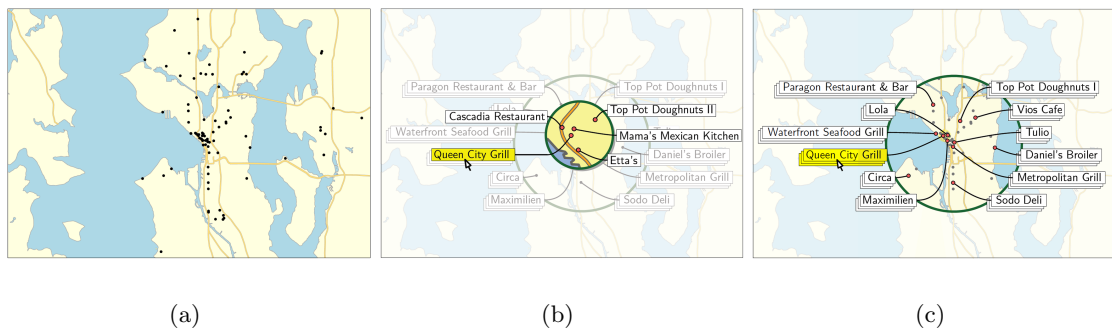 Paragon Restaurant & Bar
Top Pot Doughnuts I
Lola
Cascadia Restaurant
Top Pot Doughnuts II
Waterfront Seafood Grill
Mama's Mexican Kitchen
Queen City Grill
Etta's
Daniel's Broiler
Circa
Metropolitan Grill
Maximilien
Sodo Deli
Paragon Restaurant & Bar
Top Pot Doughnuts I
Lola
Vios Cafe
Waterfront Seafood Grill
Tulio
Queen City Grill
Daniel's Broiler
Circa
Metropolitan Grill
Maximilien
Sodo Deli
(a)
(b)
(c)